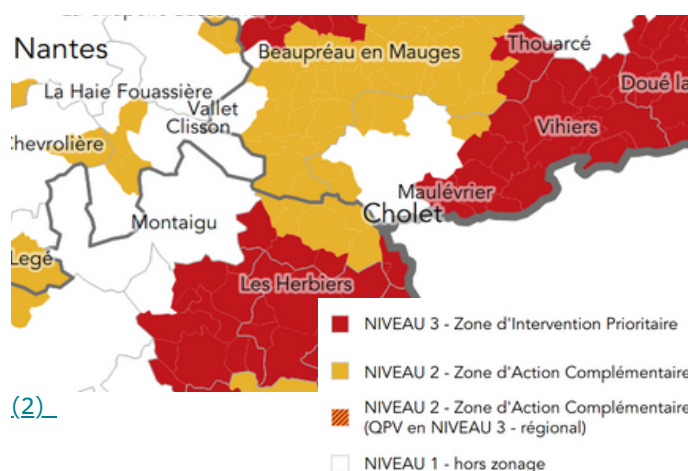 Nantes
Beaupréau en Mauges
Thouarcé
Doué la
La Haie Fouassière
Vallet
Clisson
Vihiers
Chevrolière
Maulévrier
Cholet
Montaigu
Legé
Les Herbiers
NIVEAU 3 - Zone d'Intervention Prioritaire
NIVEAU 2 - Zone d'Action Complémentaire
(2)
NIVEAU 2 - Zone d'Action Complémentaire
(QPV en NIVEAU 3 - régional)
NIVEAU 1 - hors zonage